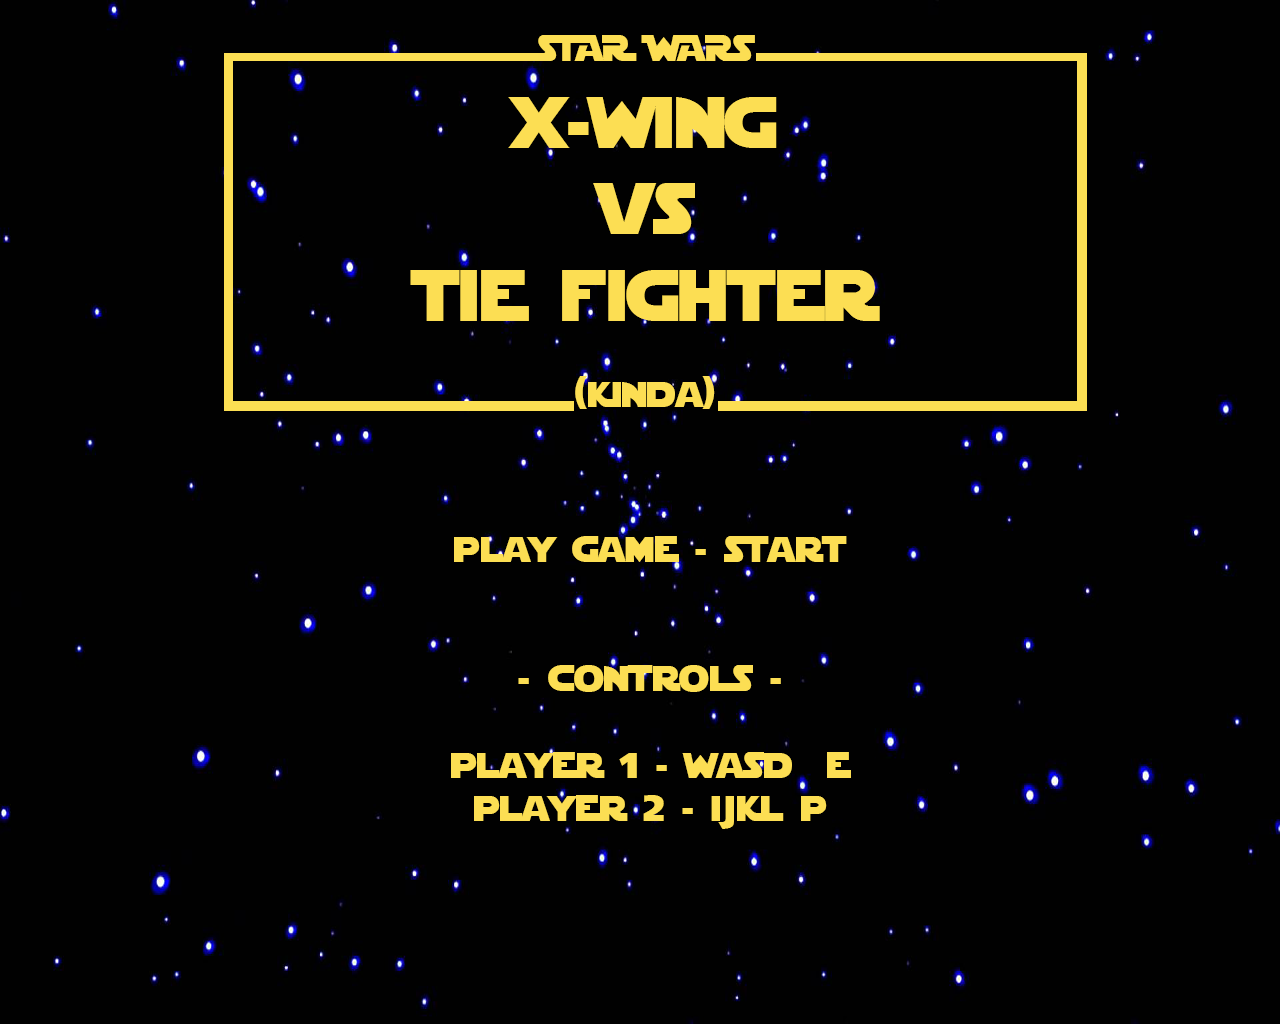 STAR WARS
X-WING
VS
TIE FIGHTER
(KINDA)
PLAY GAME - START
- CONTROLS -
PLAYER 1 - WASD E
PLAYER 2 - IJKL P